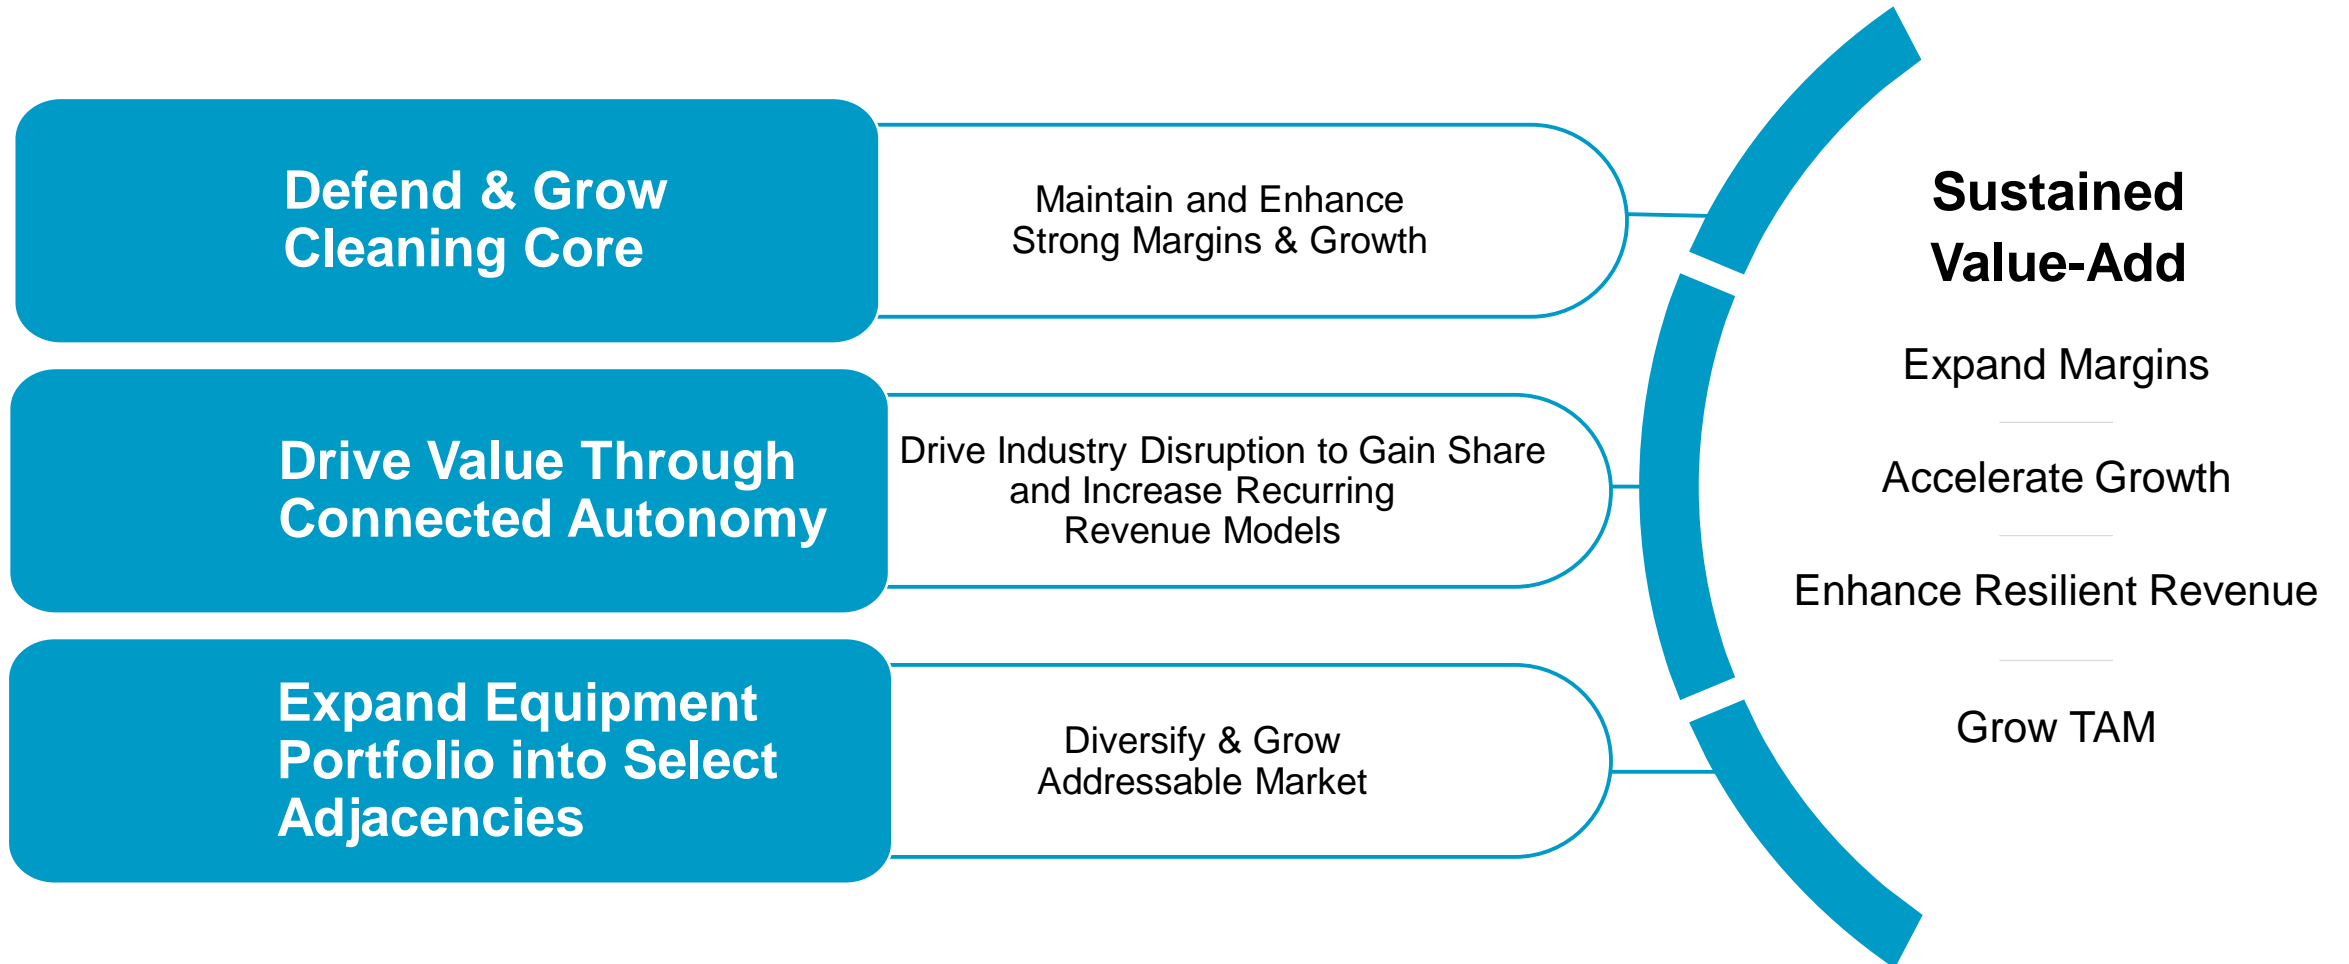 Defend & Grow
Cleaning Core
Maintain and Enhance
Strong Margins & Growth
Drive Value Through
Connected Autonomy
Drive Industry Disruption to Gain Share
and Increase Recurring
Revenue Models
Expand Equipment
Portfolio into Select
Adjacencies
Diversify & Grow
Addressable Market
Sustained
Value-Add
Expand Margins
Accelerate Growth
Enhance Resilient Revenue
Grow TAM